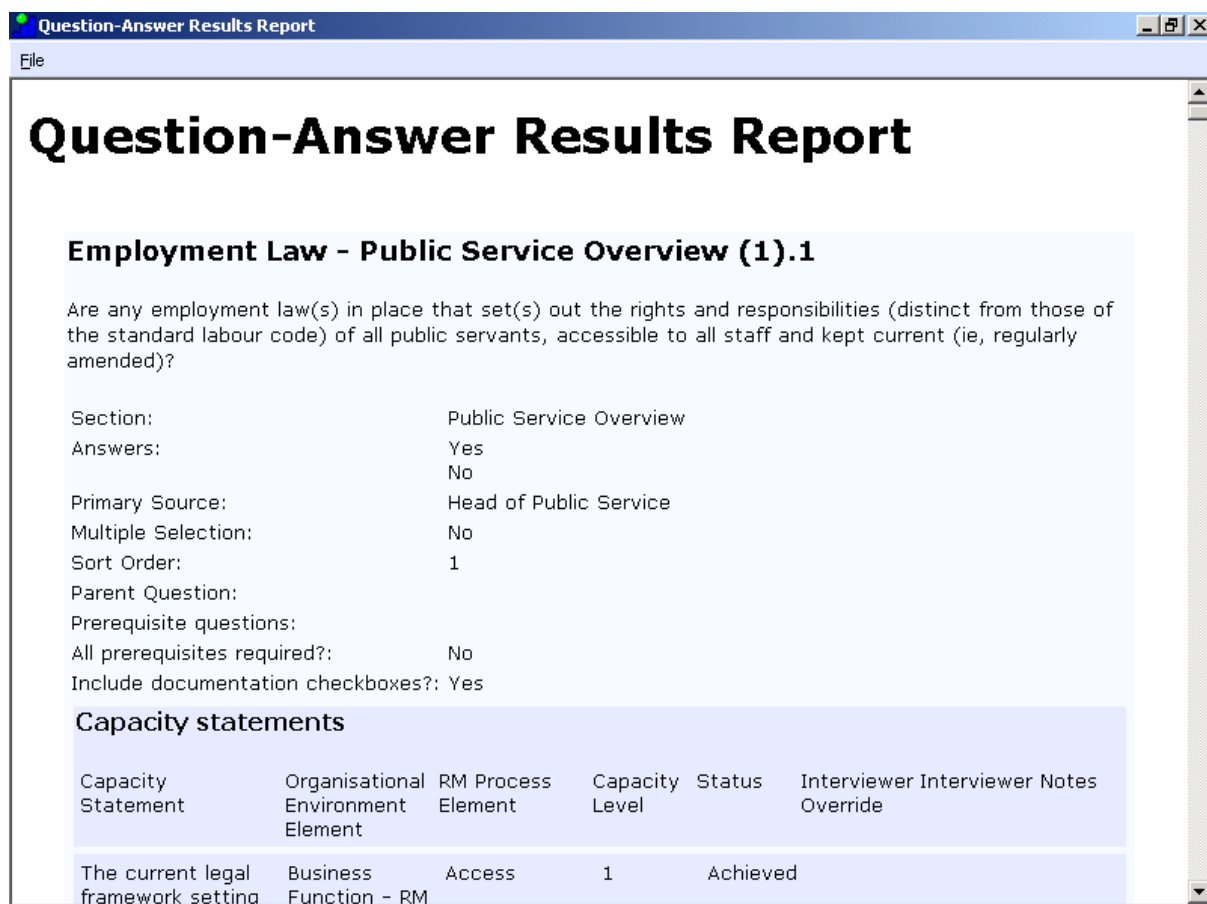 Question-Answer Results Report
File
Question-Answer Results Report
Employment Law - Public Service Overview (1).1
Are any employment law(s) in place that set(s) out the rights and responsibilities (distinct from those of
the standard labour code) of all public servants, accessible to all staff and kept current (ie, regularly
amended)?
Section: Public Service Overview
Answers: Yes
No
Primary Source: Head of Public Service
Multiple Selection: No
Sort Order: 1
Parent Question:
Prerequisite questions:
All prerequisites required?: No
Include documentation checkboxes?: Yes
Capacity statements
Capacity Organisational RM Process Capacity Status Interviewer Interviewer Notes
Statement Environment Element Level Override
Element
The current legal Business Access 1 Achieved
framework setting Function - RM